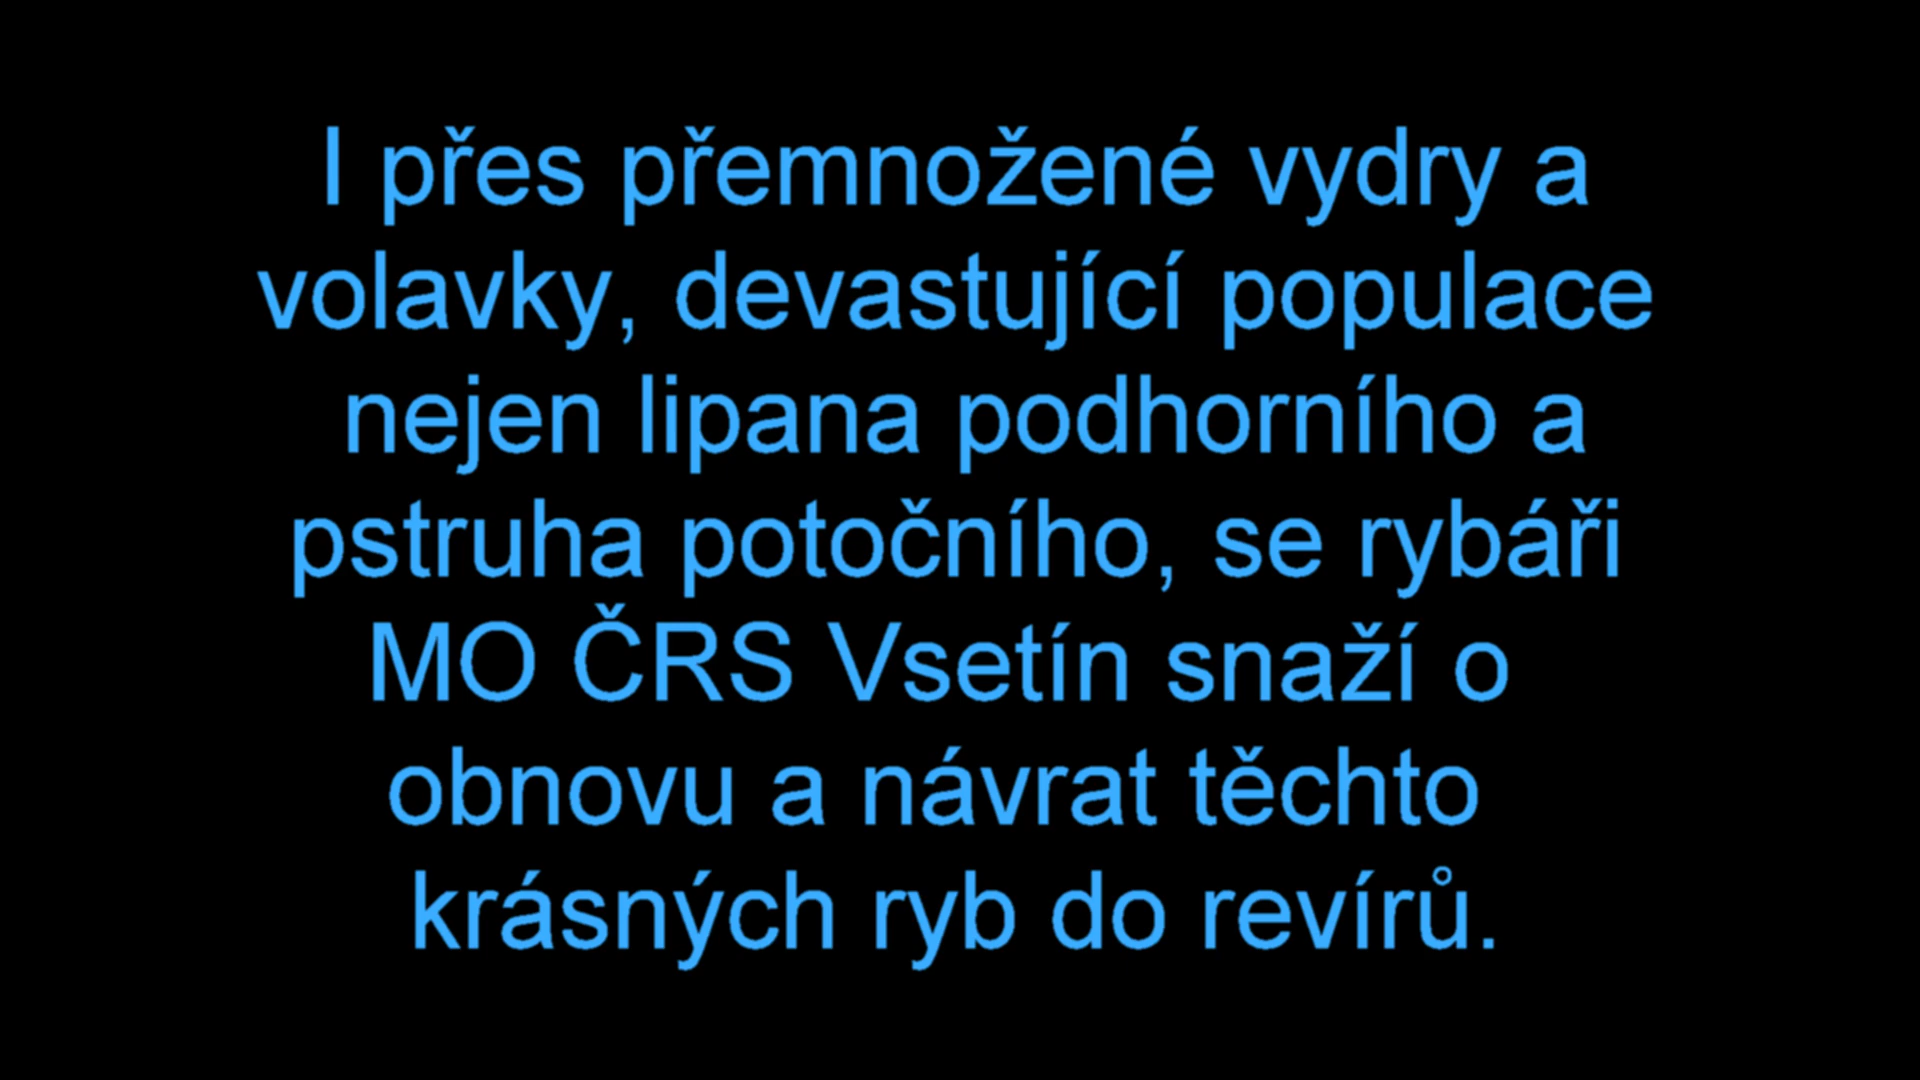 I přes přemnožené vydry a
volavky, devastující populace
nejen lipana podhorního a
pstruha potočního, se rybáři
MO ČRS Vsetín snaží o
obnovu a návrat těchto
krásných ryb do revírů.